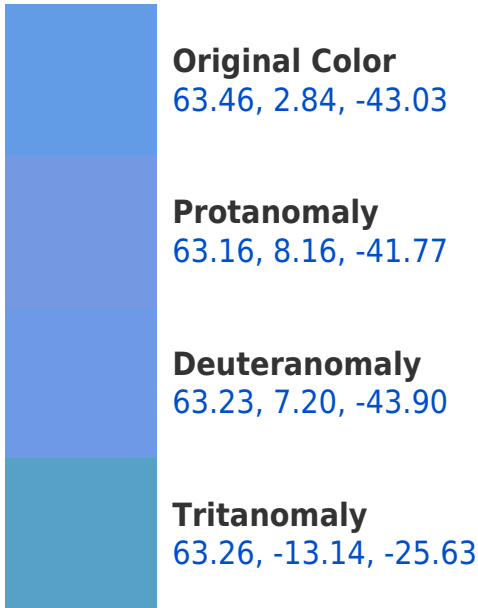 Original Color
63.46, 2.84, -43.03
Protanomaly
63.16, 8.16, -41.77
Deuteranomaly
63.23, 7.20, -43.90
Tritanomaly
63.26, -13.14, -25.63